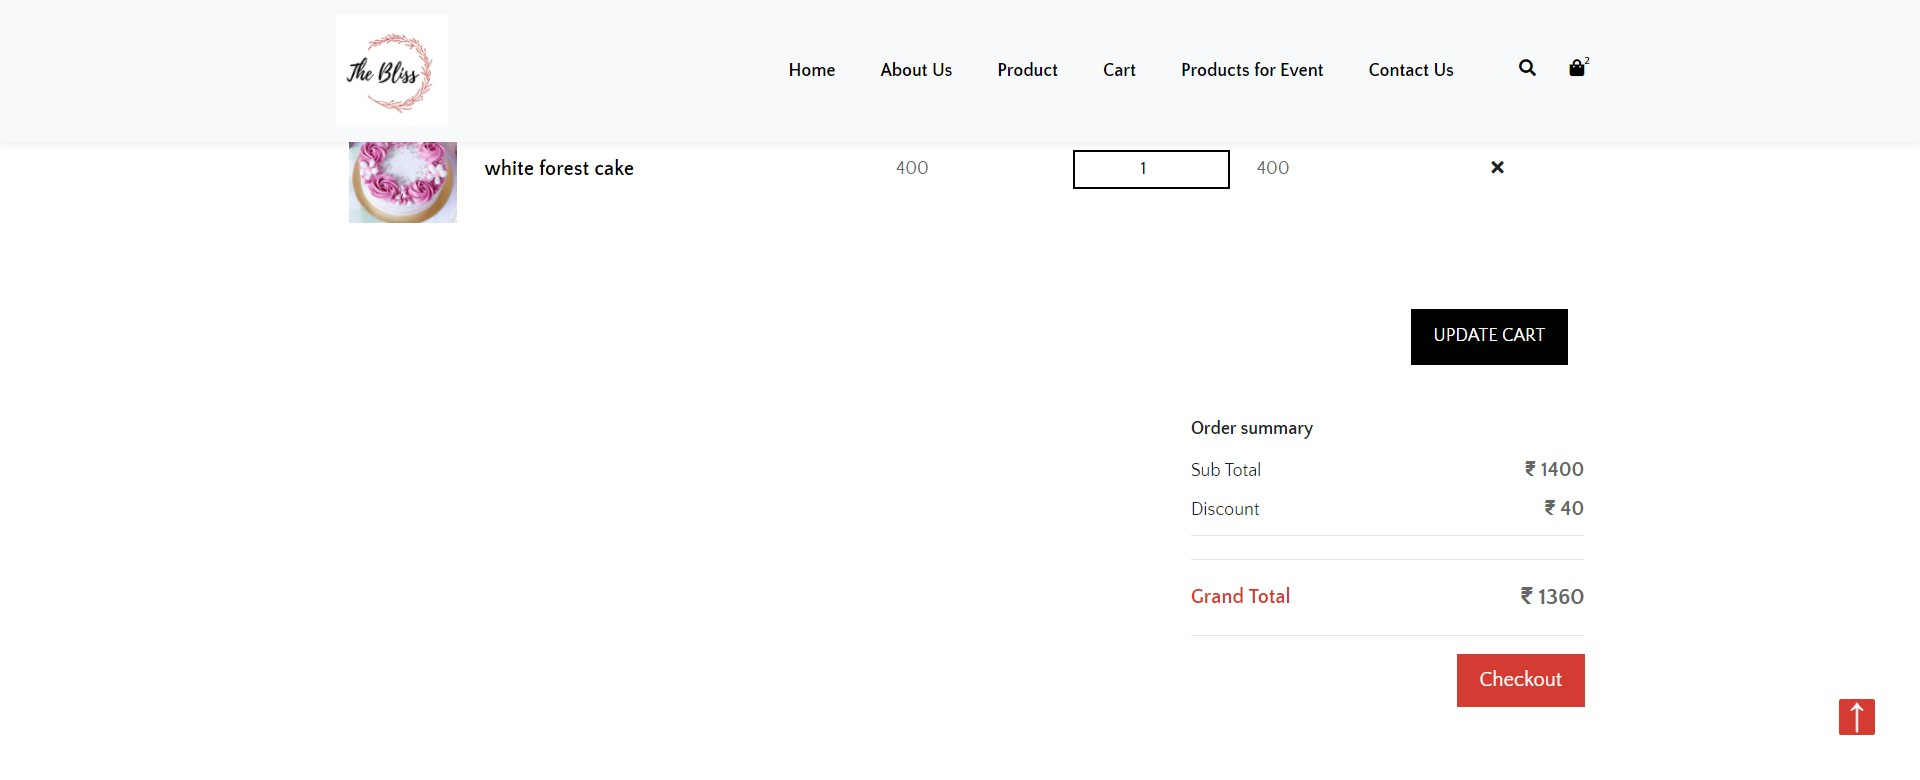 The Bliss
Home About Us Product Cart Products for Event Contact Us 2
white forest cake 400 1 400
UPDATE CART
Order summary
Sub Total ₹ 1400
Discount ₹ 40
Grand Total ₹ 1360
Checkout